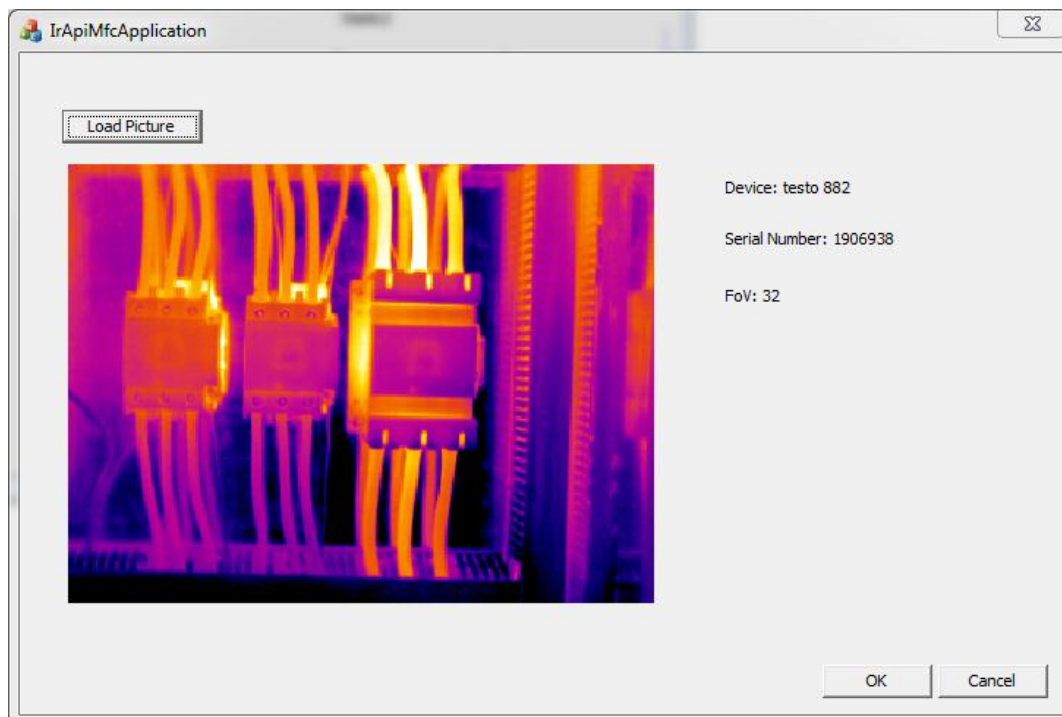 IrApiMfcApplication
Load Picture
Device: testo 882
Serial Number: 1906938
FoV: 32
OK
Cancel